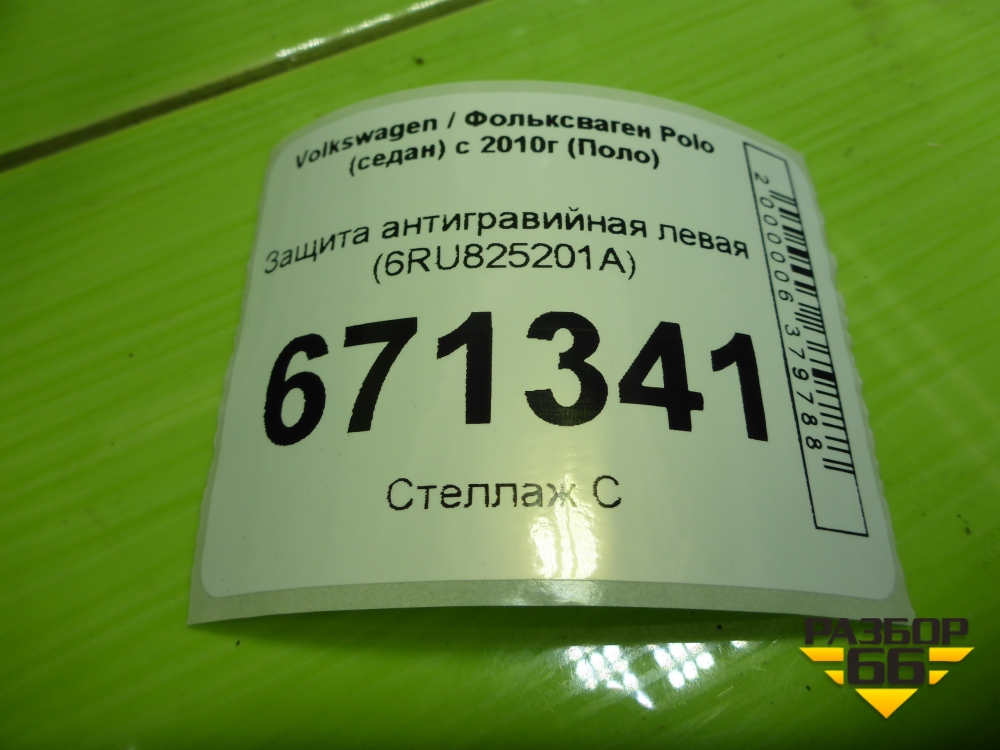 Volkswagen / Фольксваген Polo
(седан) с 2010г (Поло)
Защита антигравийная левая
(6RU825201A)
671341
Стеллаж С
2000006379788
РАЗБОР
66